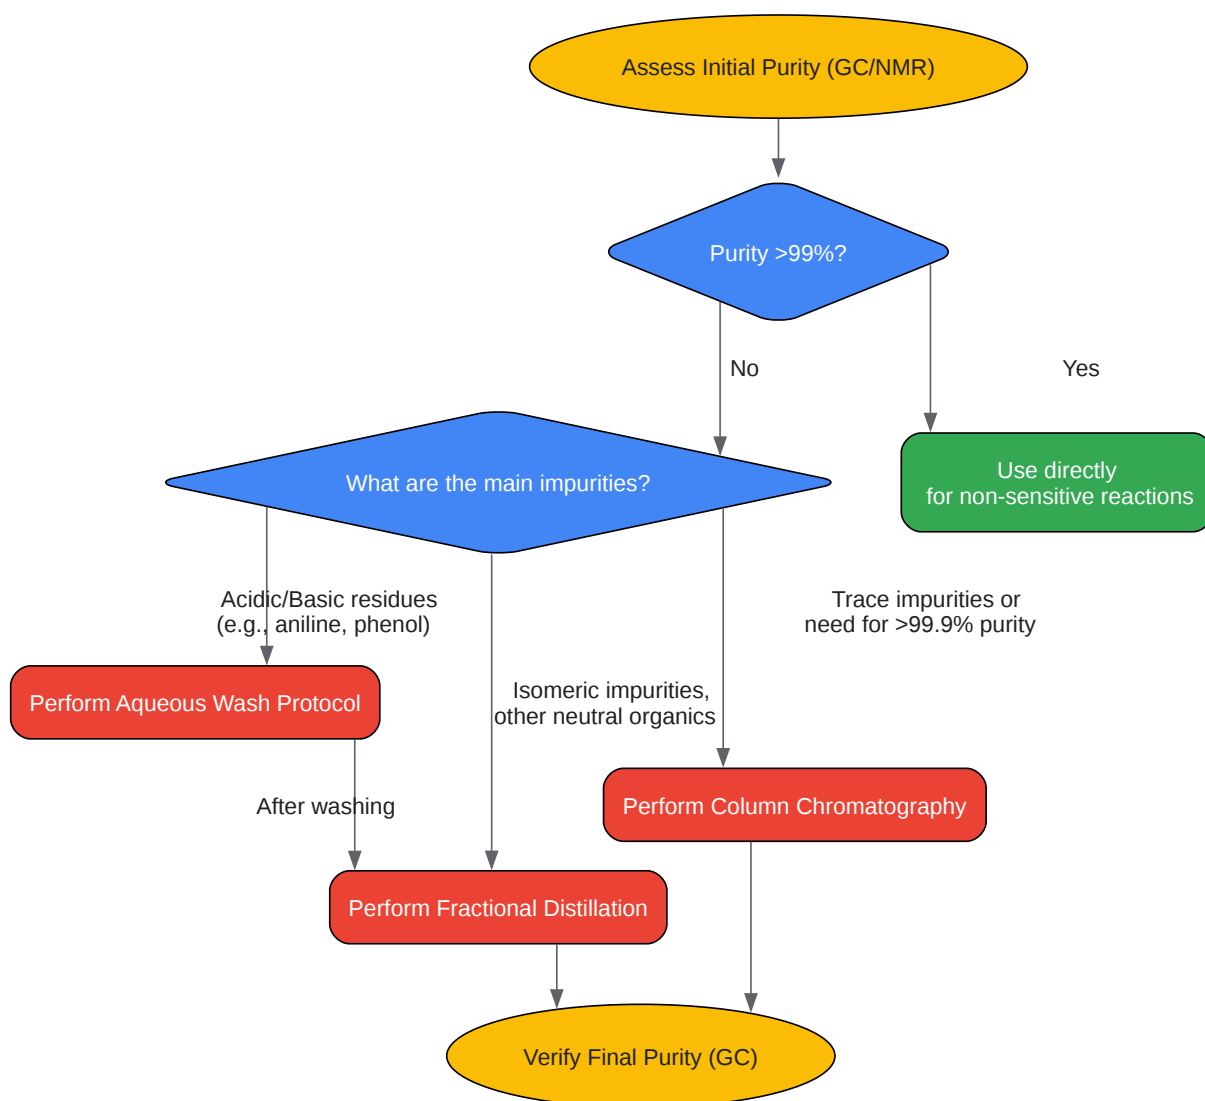 Assess Initial Purity (GC/NMR)
Purity >99%?
No
Yes
What are the main impurities?
Use directly
for non-sensitive reactions
Acidic/Basic residues
(e.g., aniline, phenol)
Trace impurities or
need for >99.9% purity
Perform Aqueous Wash Protocol
Isomeric impurities,
other neutral organics
After washing
Perform Column Chromatography
Perform Fractional Distillation
Verify Final Purity (GC)